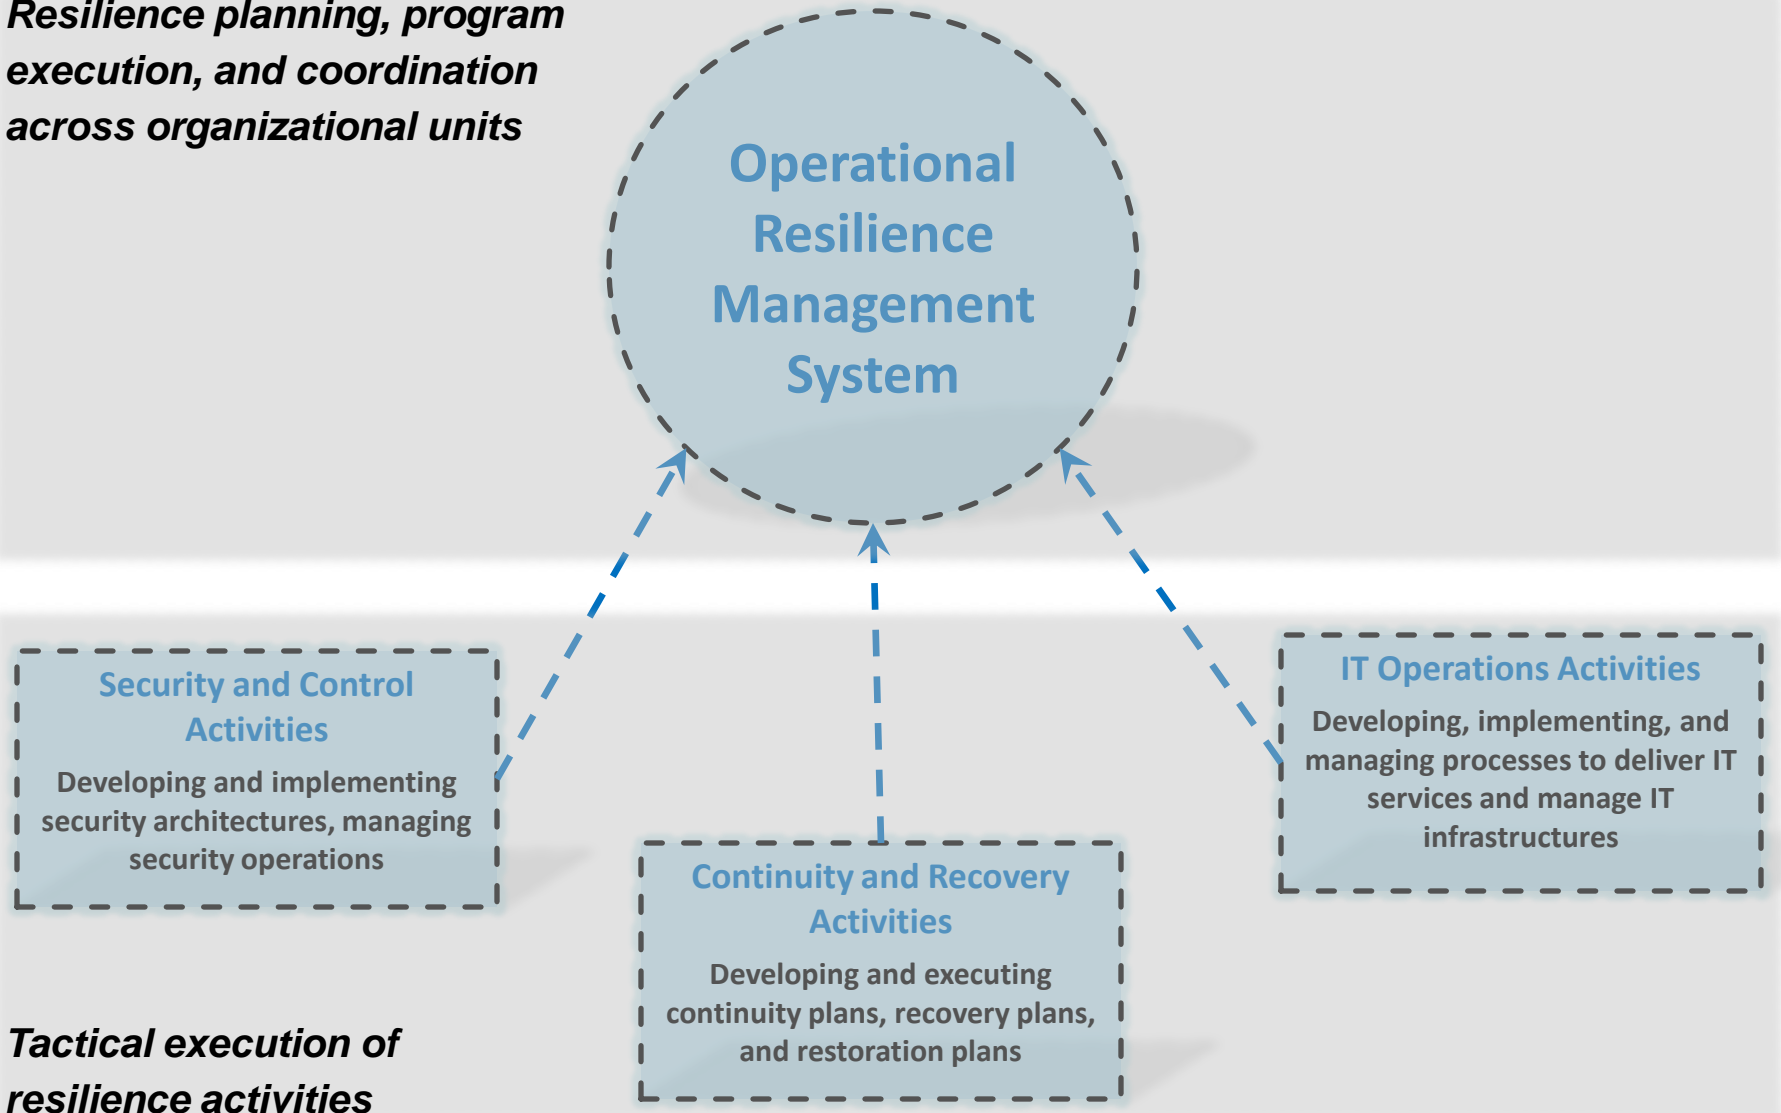 Resilience planning, program
execution, and coordination
across organizational units
Operational
Resilience
Management
System
Security and Control
Activities
Developing and implementing
security architectures, managing
security operations
Continuity and Recovery
Activities
Developing and executing
continuity plans, recovery plans,
and restoration plans
IT Operations Activities
Developing, implementing, and
managing processes to deliver IT
services and manage IT
infrastructures
Tactical execution of
resilience activities